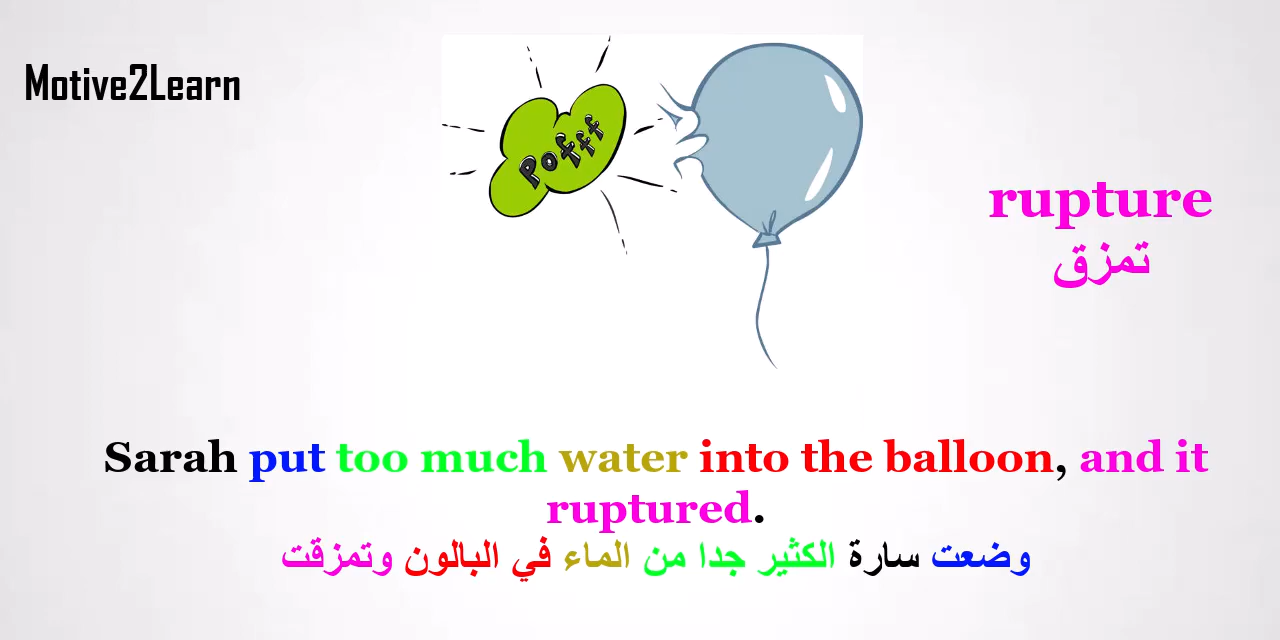 Motive2Learn
Pofff
rupture
تمزق
Sarah put too much water into the balloon, and it
ruptured.
وضعت سارة الكثير جدا من الماء في البالون وتمزقت